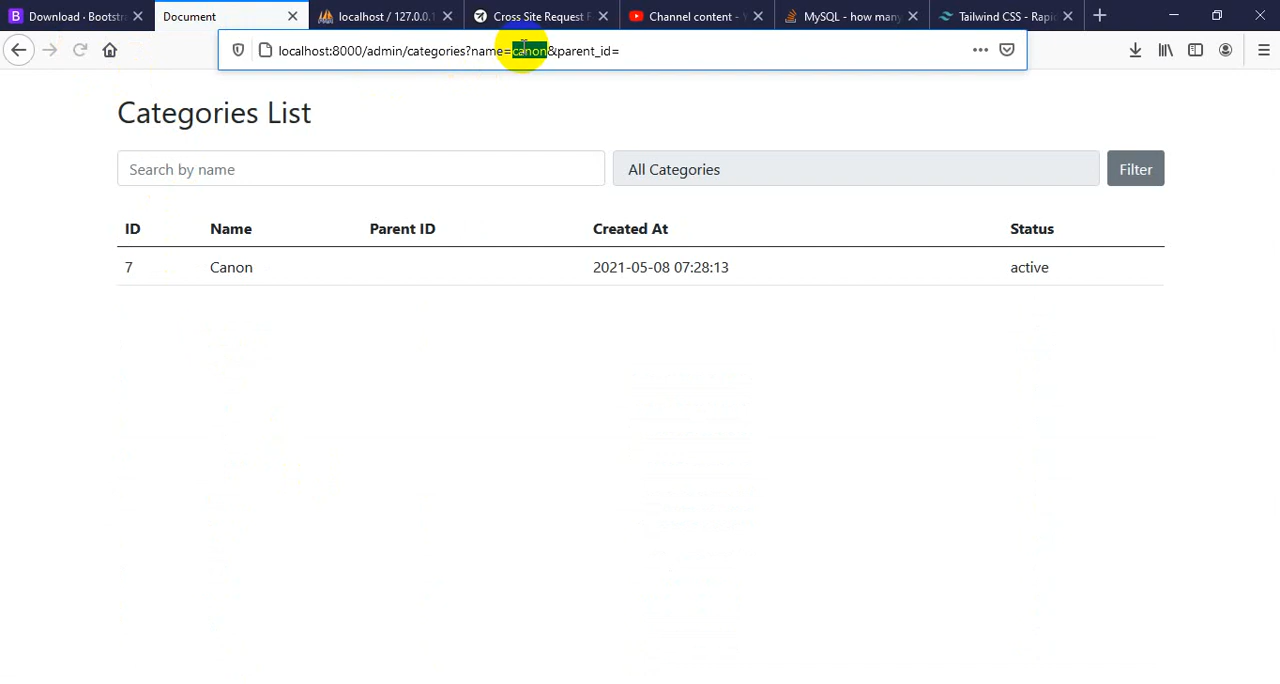 Download · Bootstra
Document
localhost / 127.0.0.1
Cross Site Request F
Channel content - Y
MySQL - how many
Tailwind CSS - Rapid
localhost:8000/admin/categories?name=canon&parent_id=
Categories List
Search by name
All Categories
Filter
ID Name Parent ID Created At Status
7 Canon 2021-05-08 07:28:13 active